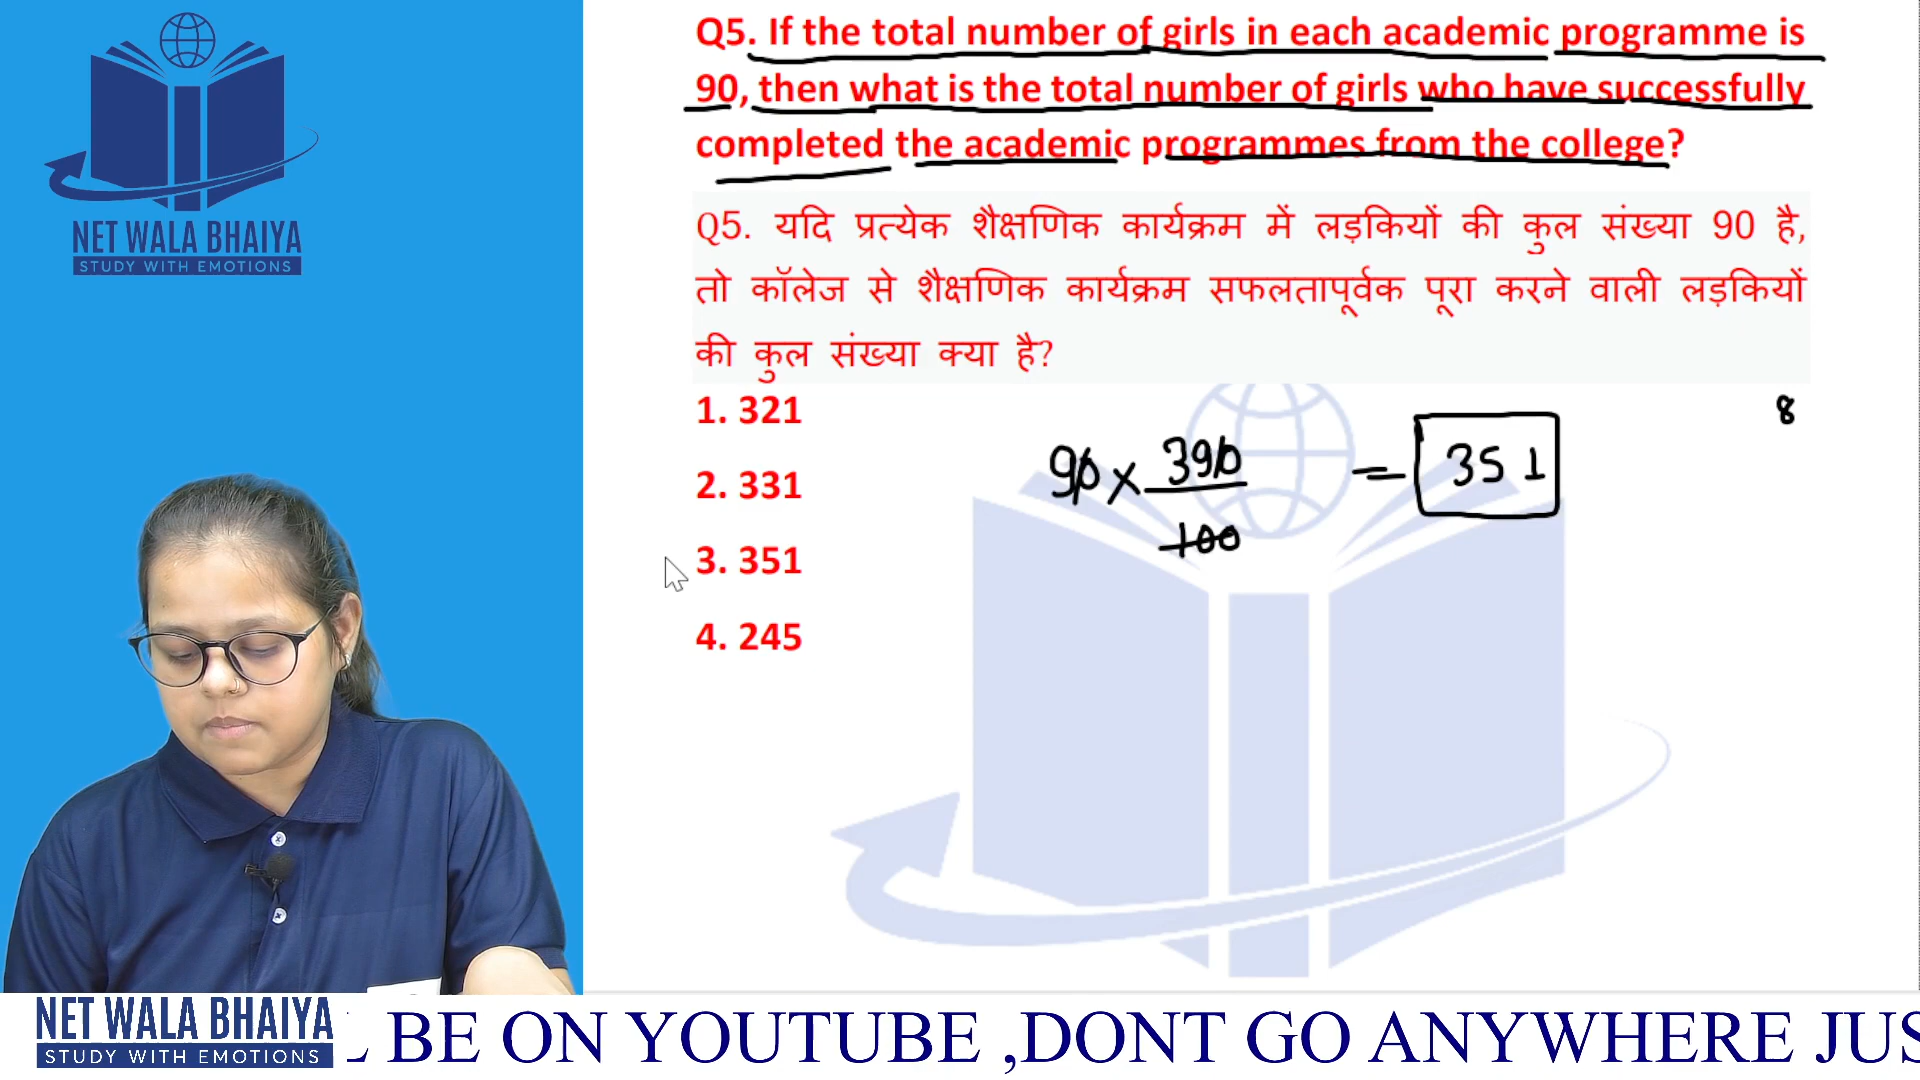 NET WALA BHAIYA
STUDY WITH EMOTIONS
Q5. If the total number of girls in each academic programme is
90, then what is the total number of girls who have successfully
completed the academic programmes from the college?
Q5. यदि प्रत्येक शैक्षणिक कार्यक्रम में लड़कियों की कुल संख्या 90 है,
तो कॉलेज से शैक्षणिक कार्यक्रम सफलतापूर्वक पूरा करने वाली लड़कियों
की कुल संख्या क्या है?
1. 321
2. 331
3. 351
4. 245
8
90 × 390
100
= 351
NET WALA BHAIYA
STUDY WITH EMOTIONS
BE ON YOUTUBE ,DONT GO ANYWHERE JUS